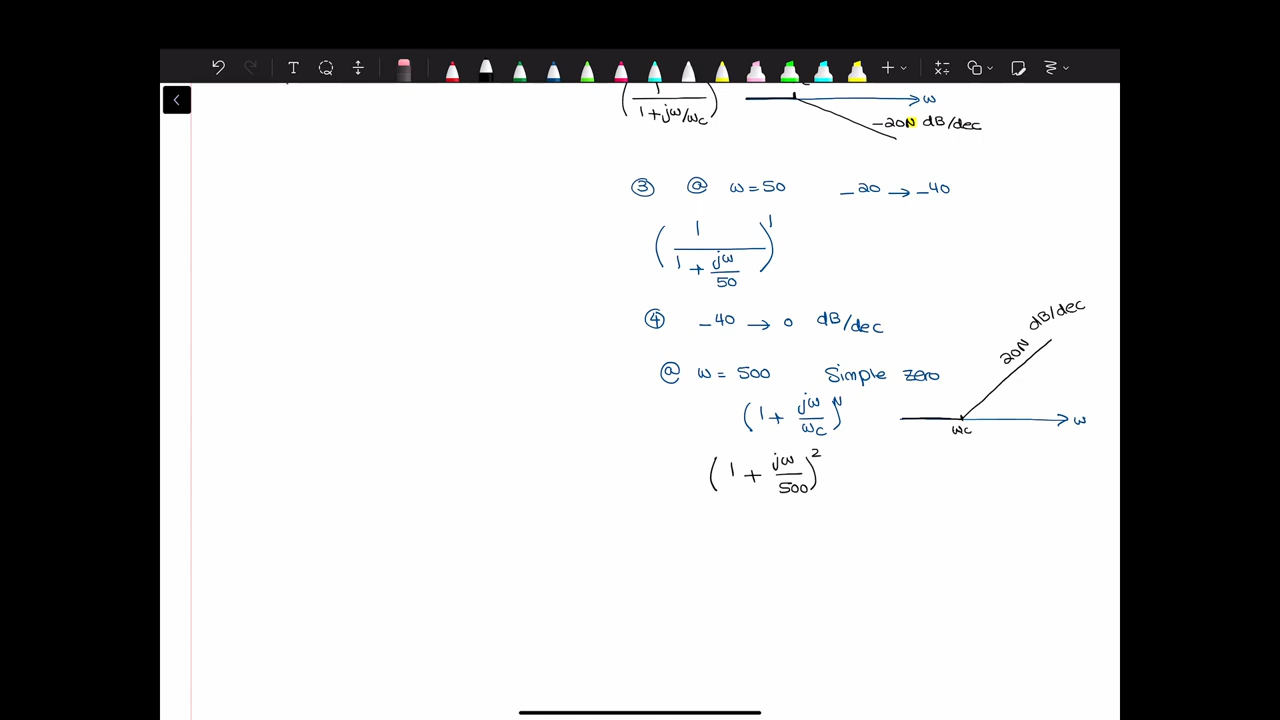 T
(1/(1+jω/ωc))
ω
-20N dB/dec
③ @ ω=50 -20 → -40
(1/(1+jω/50))^1
④ -40 → 0 dB/dec
20N dB/dec
@ ω = 500 Simple zero
(1+jω/ωc)^N
ωc
ω
(1+jω/500)^2